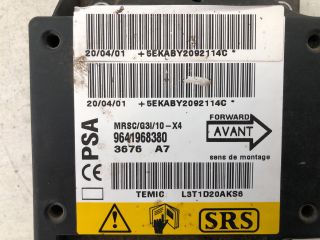 20/04/01 +5EKABY2092114C *
20/04/01 +5EKABY2092114C *
PSA
MRSC/G3I/10-X4
9641968380
3676 A7
FORWARD
AVANT
sens de montage
TEMIC L3T1D20AKS6
SRS